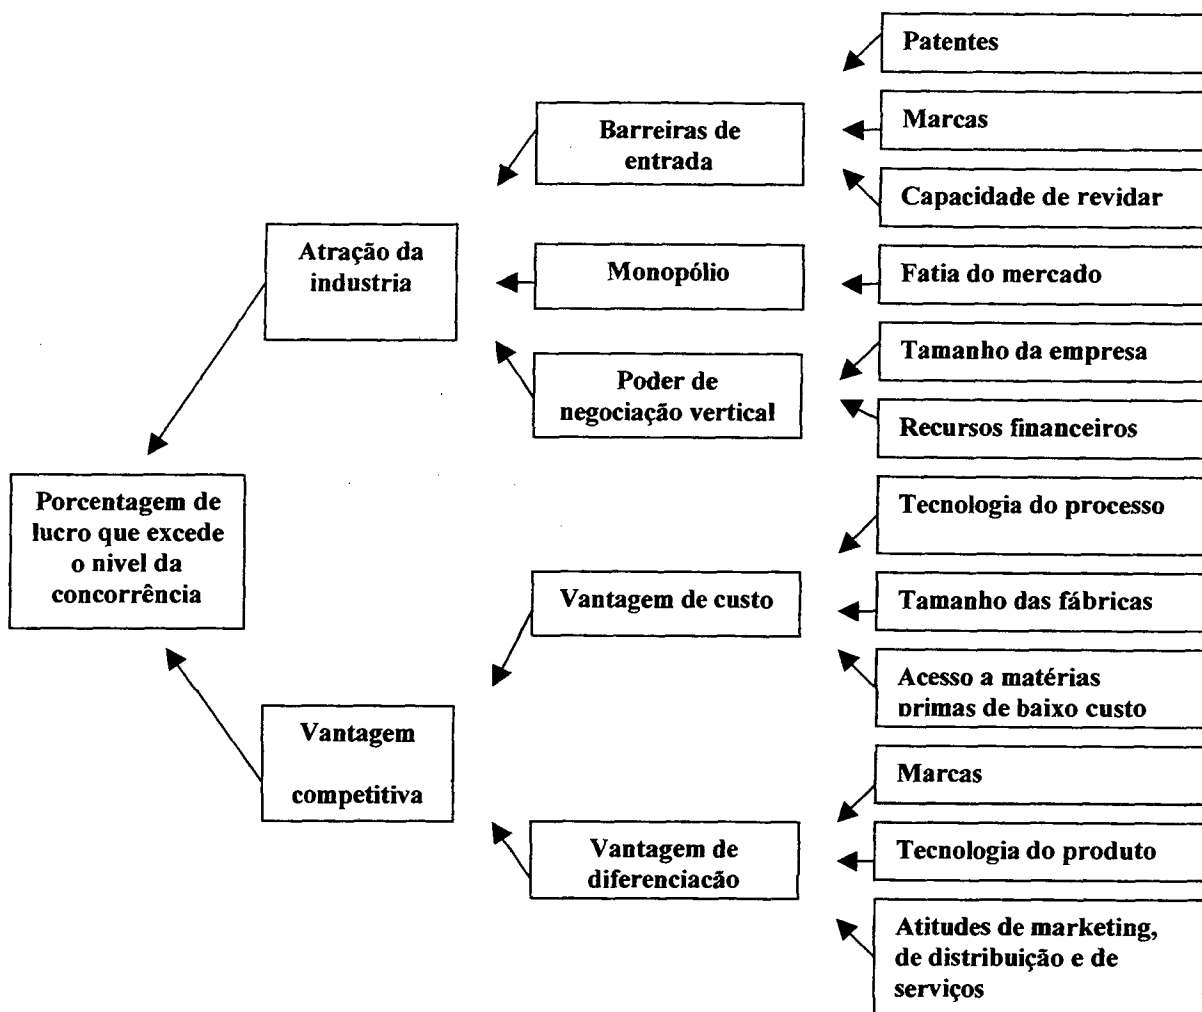 Patentes
Marcas
Barreiras de
entrada
Capacidade de revidar
Atração da
industria
Monopólio
Fatia do mercado
Tamanho da empresa
Poder de
negociação vertical
Recursos financeiros
Porcentagem de
lucro que excede
o nivel da
concorrência
Tecnologia do processo
Vantagem de custo
Tamanho das fábricas
Acesso a matérias
primas de baixo custo
Vantagem
competitiva
Marcas
Vantagem de
diferenciacão
Tecnologia do produto
Atitudes de marketing,
de distribuição e de
serviços